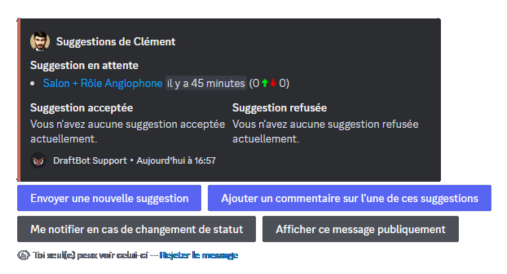 Suggestions de Clément
Suggestion en attente
• Salon + Rôle Anglophone il y a 45 minutes (0 0)
Suggestion acceptée
Vous n'avez aucune suggestion acceptée
actuellement.
Suggestion refusée
Vous n'avez aucune suggestion refusée
actuellement.
DraftBot Support • Aujourd'hui à 16:57
Envoyer une nouvelle suggestion
Ajouter un commentaire sur l'une de ces suggestions
Me notifier en cas de changement de statut
Afficher ce message publiquement
Toi seul(e) peux voir celui-ci — Rejeter le message